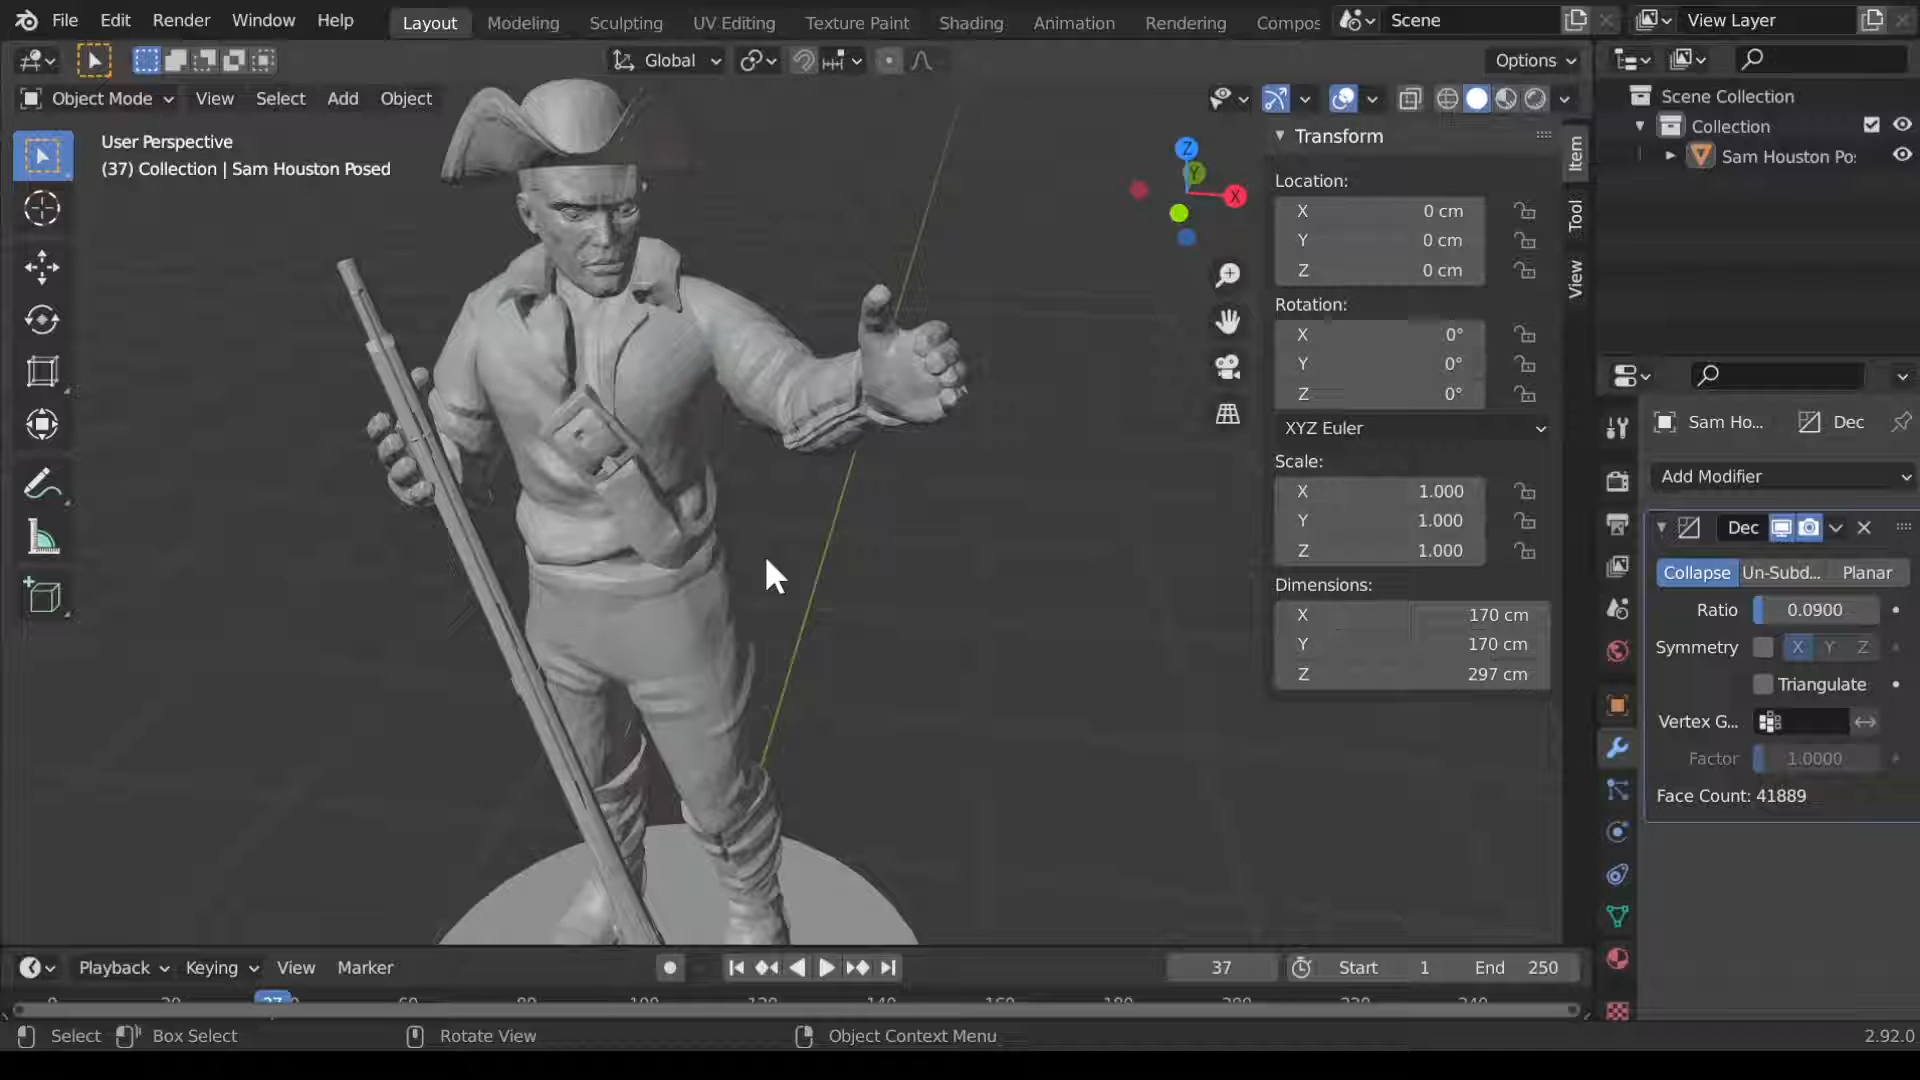 File Edit Render Window Help Layout Modeling Sculpting UV Editing Texture Paint Shading Animation Rendering Compos Scene View Layer
Global Options
Object Mode View Select Add Object
User Perspective
(37) Collection | Sam Houston Posed
Z
Y
X
Transform
Location:
X 0 cm
Y 0 cm
Z 0 cm
Rotation:
X 0°
Y 0°
Z 0°
XYZ Euler
Scale:
X 1.000
Y 1.000
Z 1.000
Dimensions:
X 170 cm
Y 170 cm
Z 297 cm
Item
Tool
View
Scene Collection
Collection
Sam Houston Po
Sam Ho... Dec
Add Modifier
Dec
Collapse Un-Subd... Planar
Ratio 0.0900
Symmetry X Y Z
Triangulate
Vertex G...
Factor 1.0000
Face Count: 41889
Playback Keying View Marker 37 Start 1 End 250
Select Box Select Rotate View Object Context Menu 2.92.0